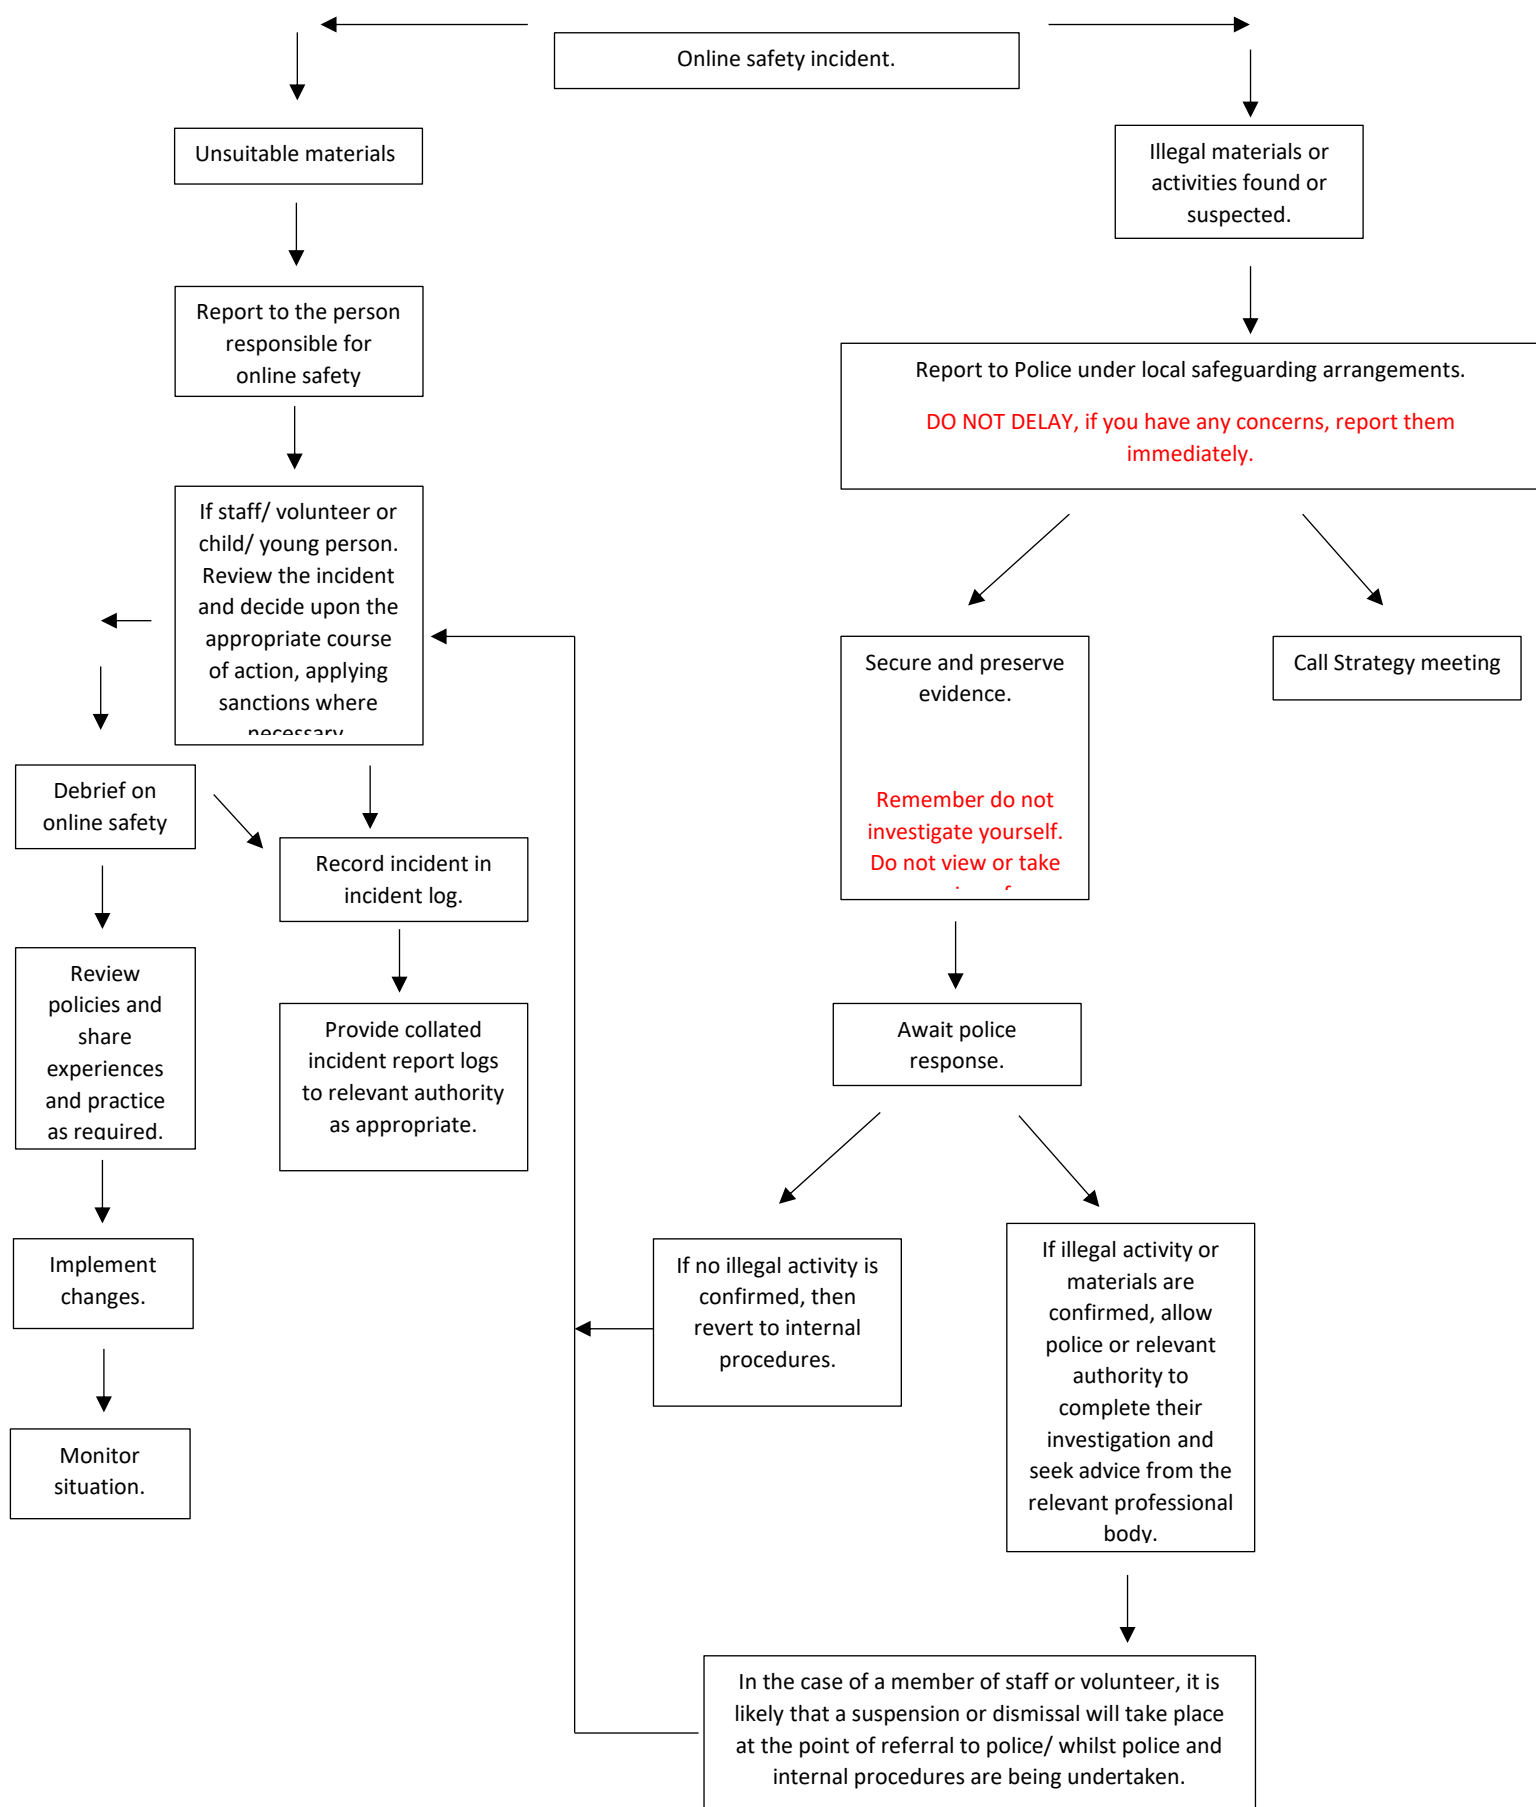 Online safety incident.
Unsuitable materials
Illegal materials or
activities found or
suspected.
Report to the person
responsible for
online safety
Report to Police under local safeguarding arrangements.
DO NOT DELAY, if you have any concerns, report them
immediately.
If staff/ volunteer or
child/ young person.
Review the incident
and decide upon the
appropriate course
of action, applying
sanctions where
necessary
Secure and preserve
evidence.
Remember do not
investigate yourself.
Do not view or take
Call Strategy meeting
Debrief on
online safety
Record incident in
incident log.
Review
policies and
share
experiences
and practice
as required.
Provide collated
incident report logs
to relevant authority
as appropriate.
Await police
response.
Implement
changes.
If no illegal activity is
confirmed, then
revert to internal
procedures.
If illegal activity or
materials are
confirmed, allow
police or relevant
authority to
complete their
investigation and
seek advice from the
relevant professional
body.
Monitor
situation.
In the case of a member of staff or volunteer, it is
likely that a suspension or dismissal will take place
at the point of referral to police/ whilst police and
internal procedures are being undertaken.